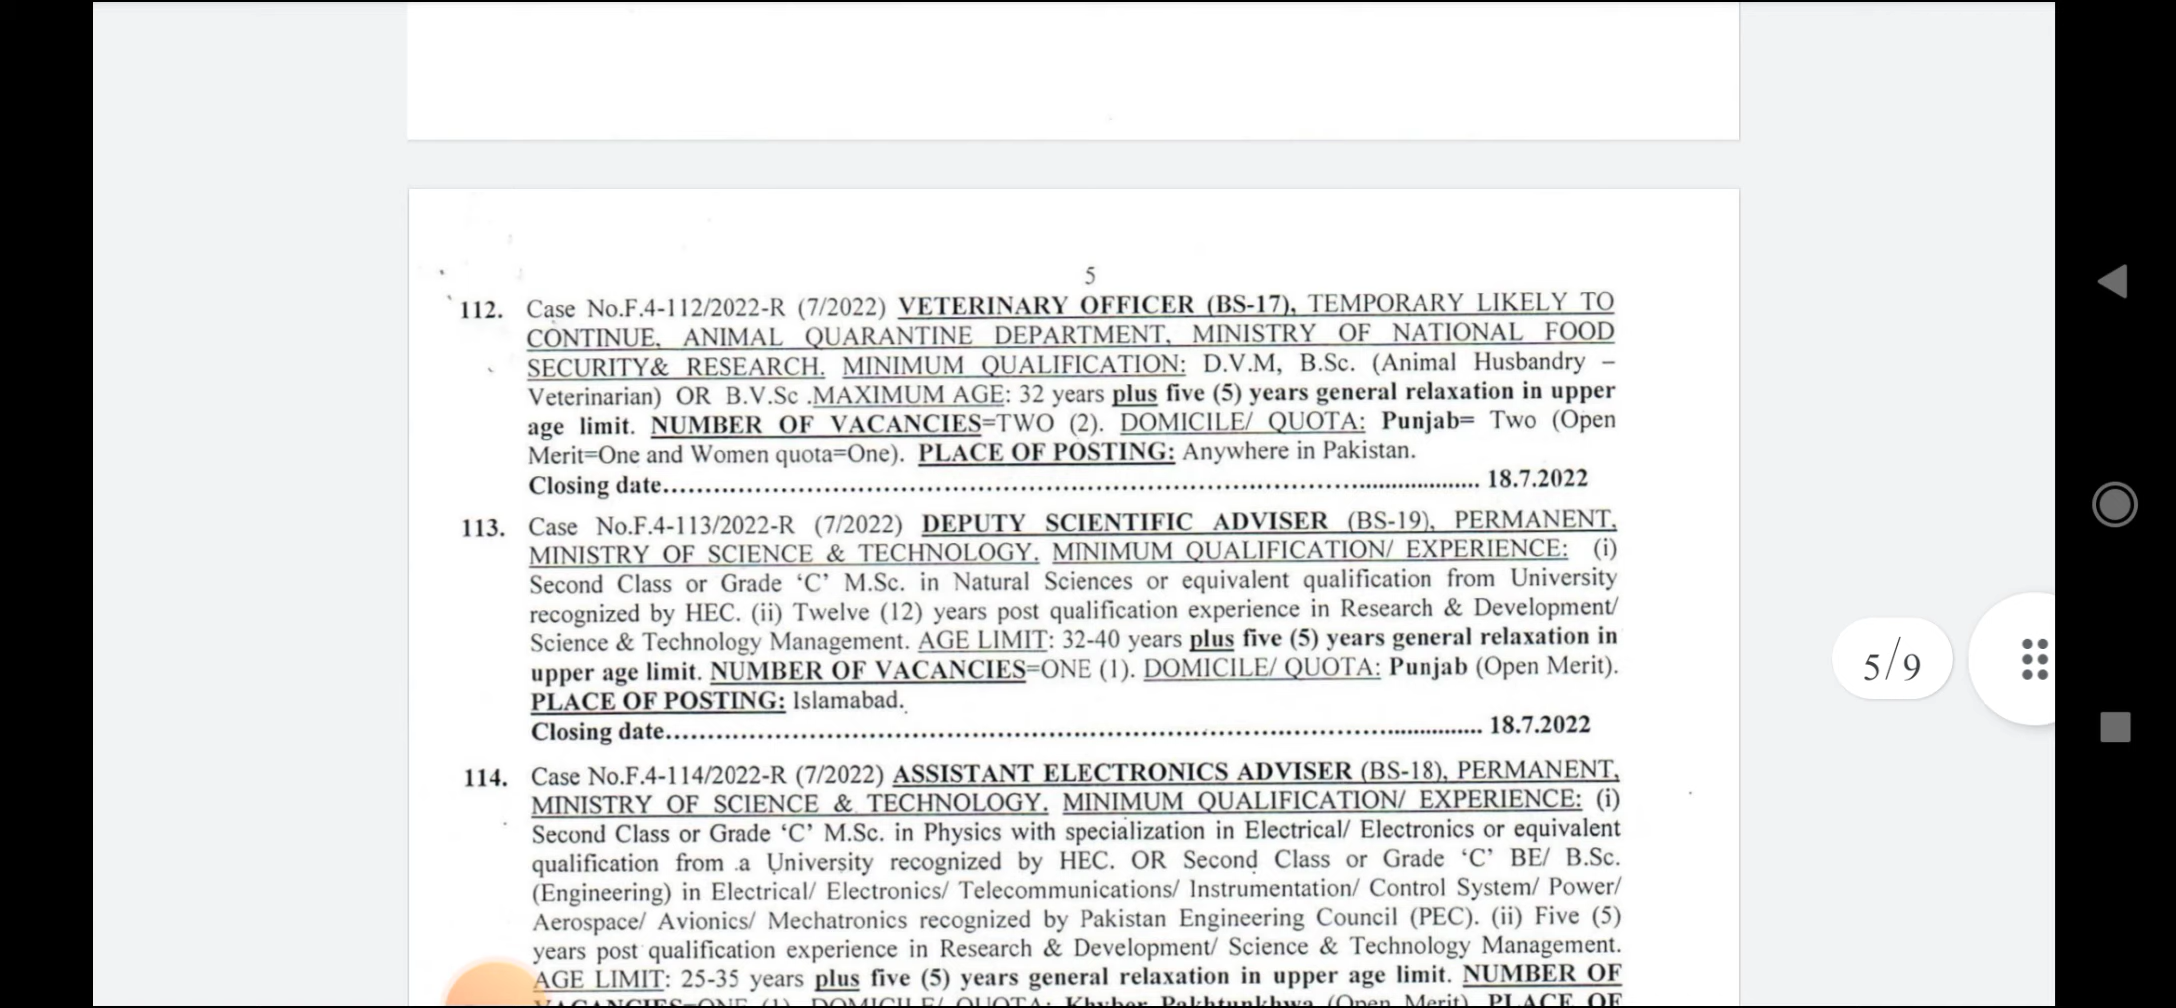 5
112. Case No.F.4-112/2022-R (7/2022) VETERINARY OFFICER (BS-17), TEMPORARY LIKELY TO
CONTINUE, ANIMAL QUARANTINE DEPARTMENT, MINISTRY OF NATIONAL FOOD
SECURITY& RESEARCH. MINIMUM QUALIFICATION: D.V.M, B.Sc. (Animal Husbandry –
Veterinarian) OR B.V.Sc .MAXIMUM AGE: 32 years plus five (5) years general relaxation in upper
age limit. NUMBER OF VACANCIES=TWO (2). DOMICILE/ QUOTA: Punjab= Two (Open
Merit=One and Women quota=One). PLACE OF POSTING: Anywhere in Pakistan.
Closing date.......................................................................................................... 18.7.2022
113. Case No.F.4-113/2022-R (7/2022) DEPUTY SCIENTIFIC ADVISER (BS-19), PERMANENT,
MINISTRY OF SCIENCE & TECHNOLOGY. MINIMUM QUALIFICATION/ EXPERIENCE: (i)
Second Class or Grade ‘C’ M.Sc. in Natural Sciences or equivalent qualification from University
recognized by HEC. (ii) Twelve (12) years post qualification experience in Research & Development/
Science & Technology Management. AGE LIMIT: 32-40 years plus five (5) years general relaxation in
upper age limit. NUMBER OF VACANCIES=ONE (1). DOMICILE/ QUOTA: Punjab (Open Merit).
PLACE OF POSTING: Islamabad.
Closing date.......................................................................................................... 18.7.2022
5/9
114. Case No.F.4-114/2022-R (7/2022) ASSISTANT ELECTRONICS ADVISER (BS-18), PERMANENT,
MINISTRY OF SCIENCE & TECHNOLOGY. MINIMUM QUALIFICATION/ EXPERIENCE: (i)
Second Class or Grade ‘C’ M.Sc. in Physics with specialization in Electrical/ Electronics or equivalent
qualification from a University recognized by HEC. OR Second Class or Grade ‘C’ BE/ B.Sc.
(Engineering) in Electrical/ Electronics/ Telecommunications/ Instrumentation/ Control System/ Power/
Aerospace/ Avionics/ Mechatronics recognized by Pakistan Engineering Council (PEC). (ii) Five (5)
years post qualification experience in Research & Development/ Science & Technology Management.
AGE LIMIT: 25-35 years plus five (5) years general relaxation in upper age limit. NUMBER OF
VACANCIES=ONE (1). DOMICILE/ QUOTA: Khyber Pakhtunkhwa (Open Merit). PLACE OF